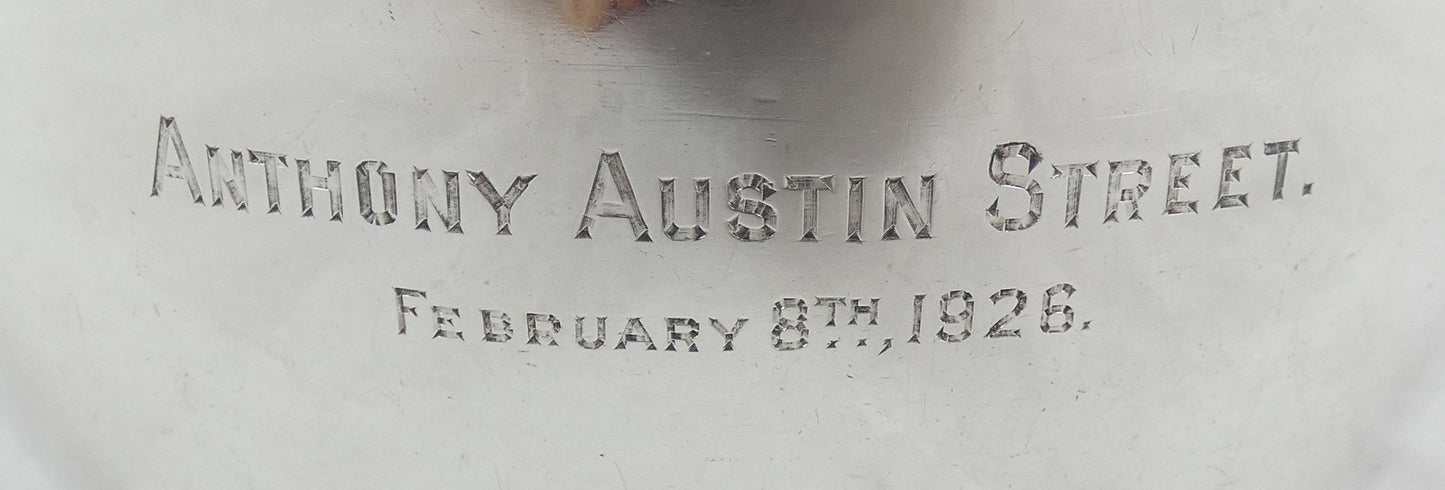 ANTHONY AUSTIN STREET.
FEBRUARY 8TH, 1926.